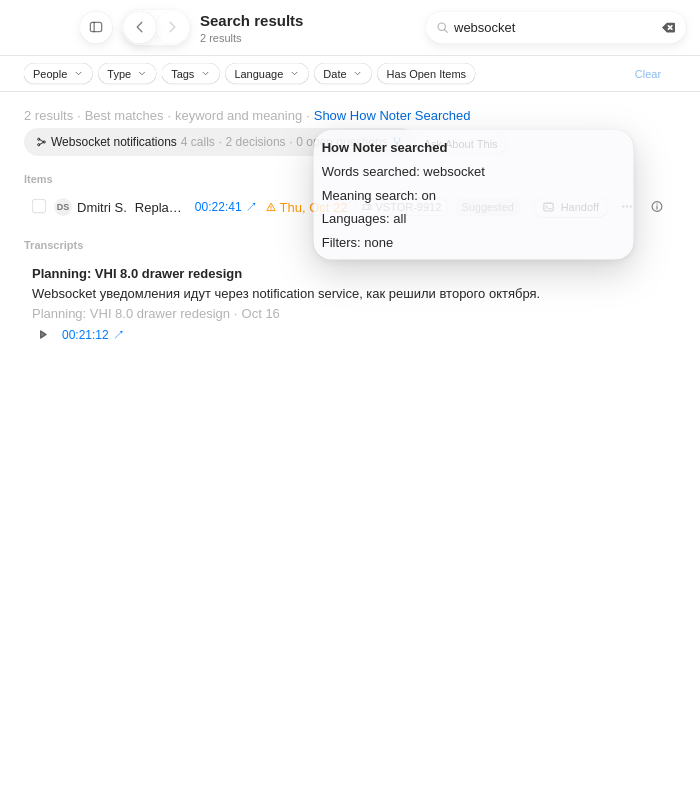 Search results
2 results
websocket
People
Type
Tags
Language
Date
Has Open Items
Clear
2 results · Best matches · keyword and meaning · Show How Noter Searched
Websocket notifications 4 calls · 2 decisions · 0
About This
How Noter searched
Words searched: websocket
Meaning search: on
Languages: all
Filters: none
Items
DS Dmitri S. Repla… 00:22:41 Thu, Oct 22 VSTOR-9912 Suggested Handoff
Transcripts
Planning: VHI 8.0 drawer redesign
Websocket уведомления идут через notification service, как решили второго октября.
Planning: VHI 8.0 drawer redesign · Oct 16
00:21:12